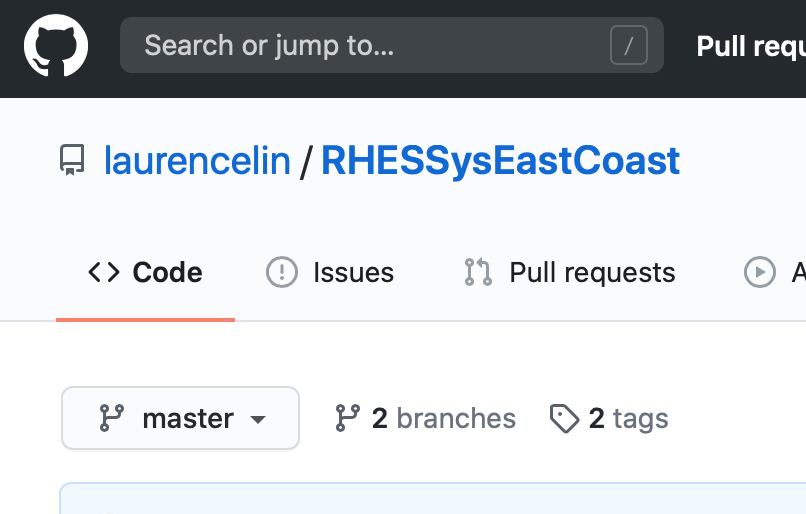 Search or jump to... / Pull requ
laurencelin / RHESSysEastCoast
Code Issues Pull requests A
master 2 branches 2 tags